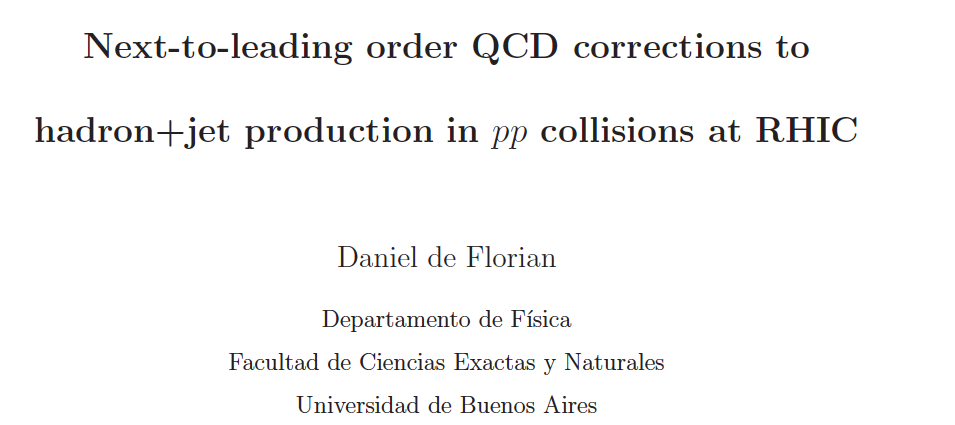 Next-to-leading order QCD corrections to
hadron+jet production in pp collisions at RHIC
Daniel de Florian
Departamento de Física
Facultad de Ciencias Exactas y Naturales
Universidad de Buenos Aires